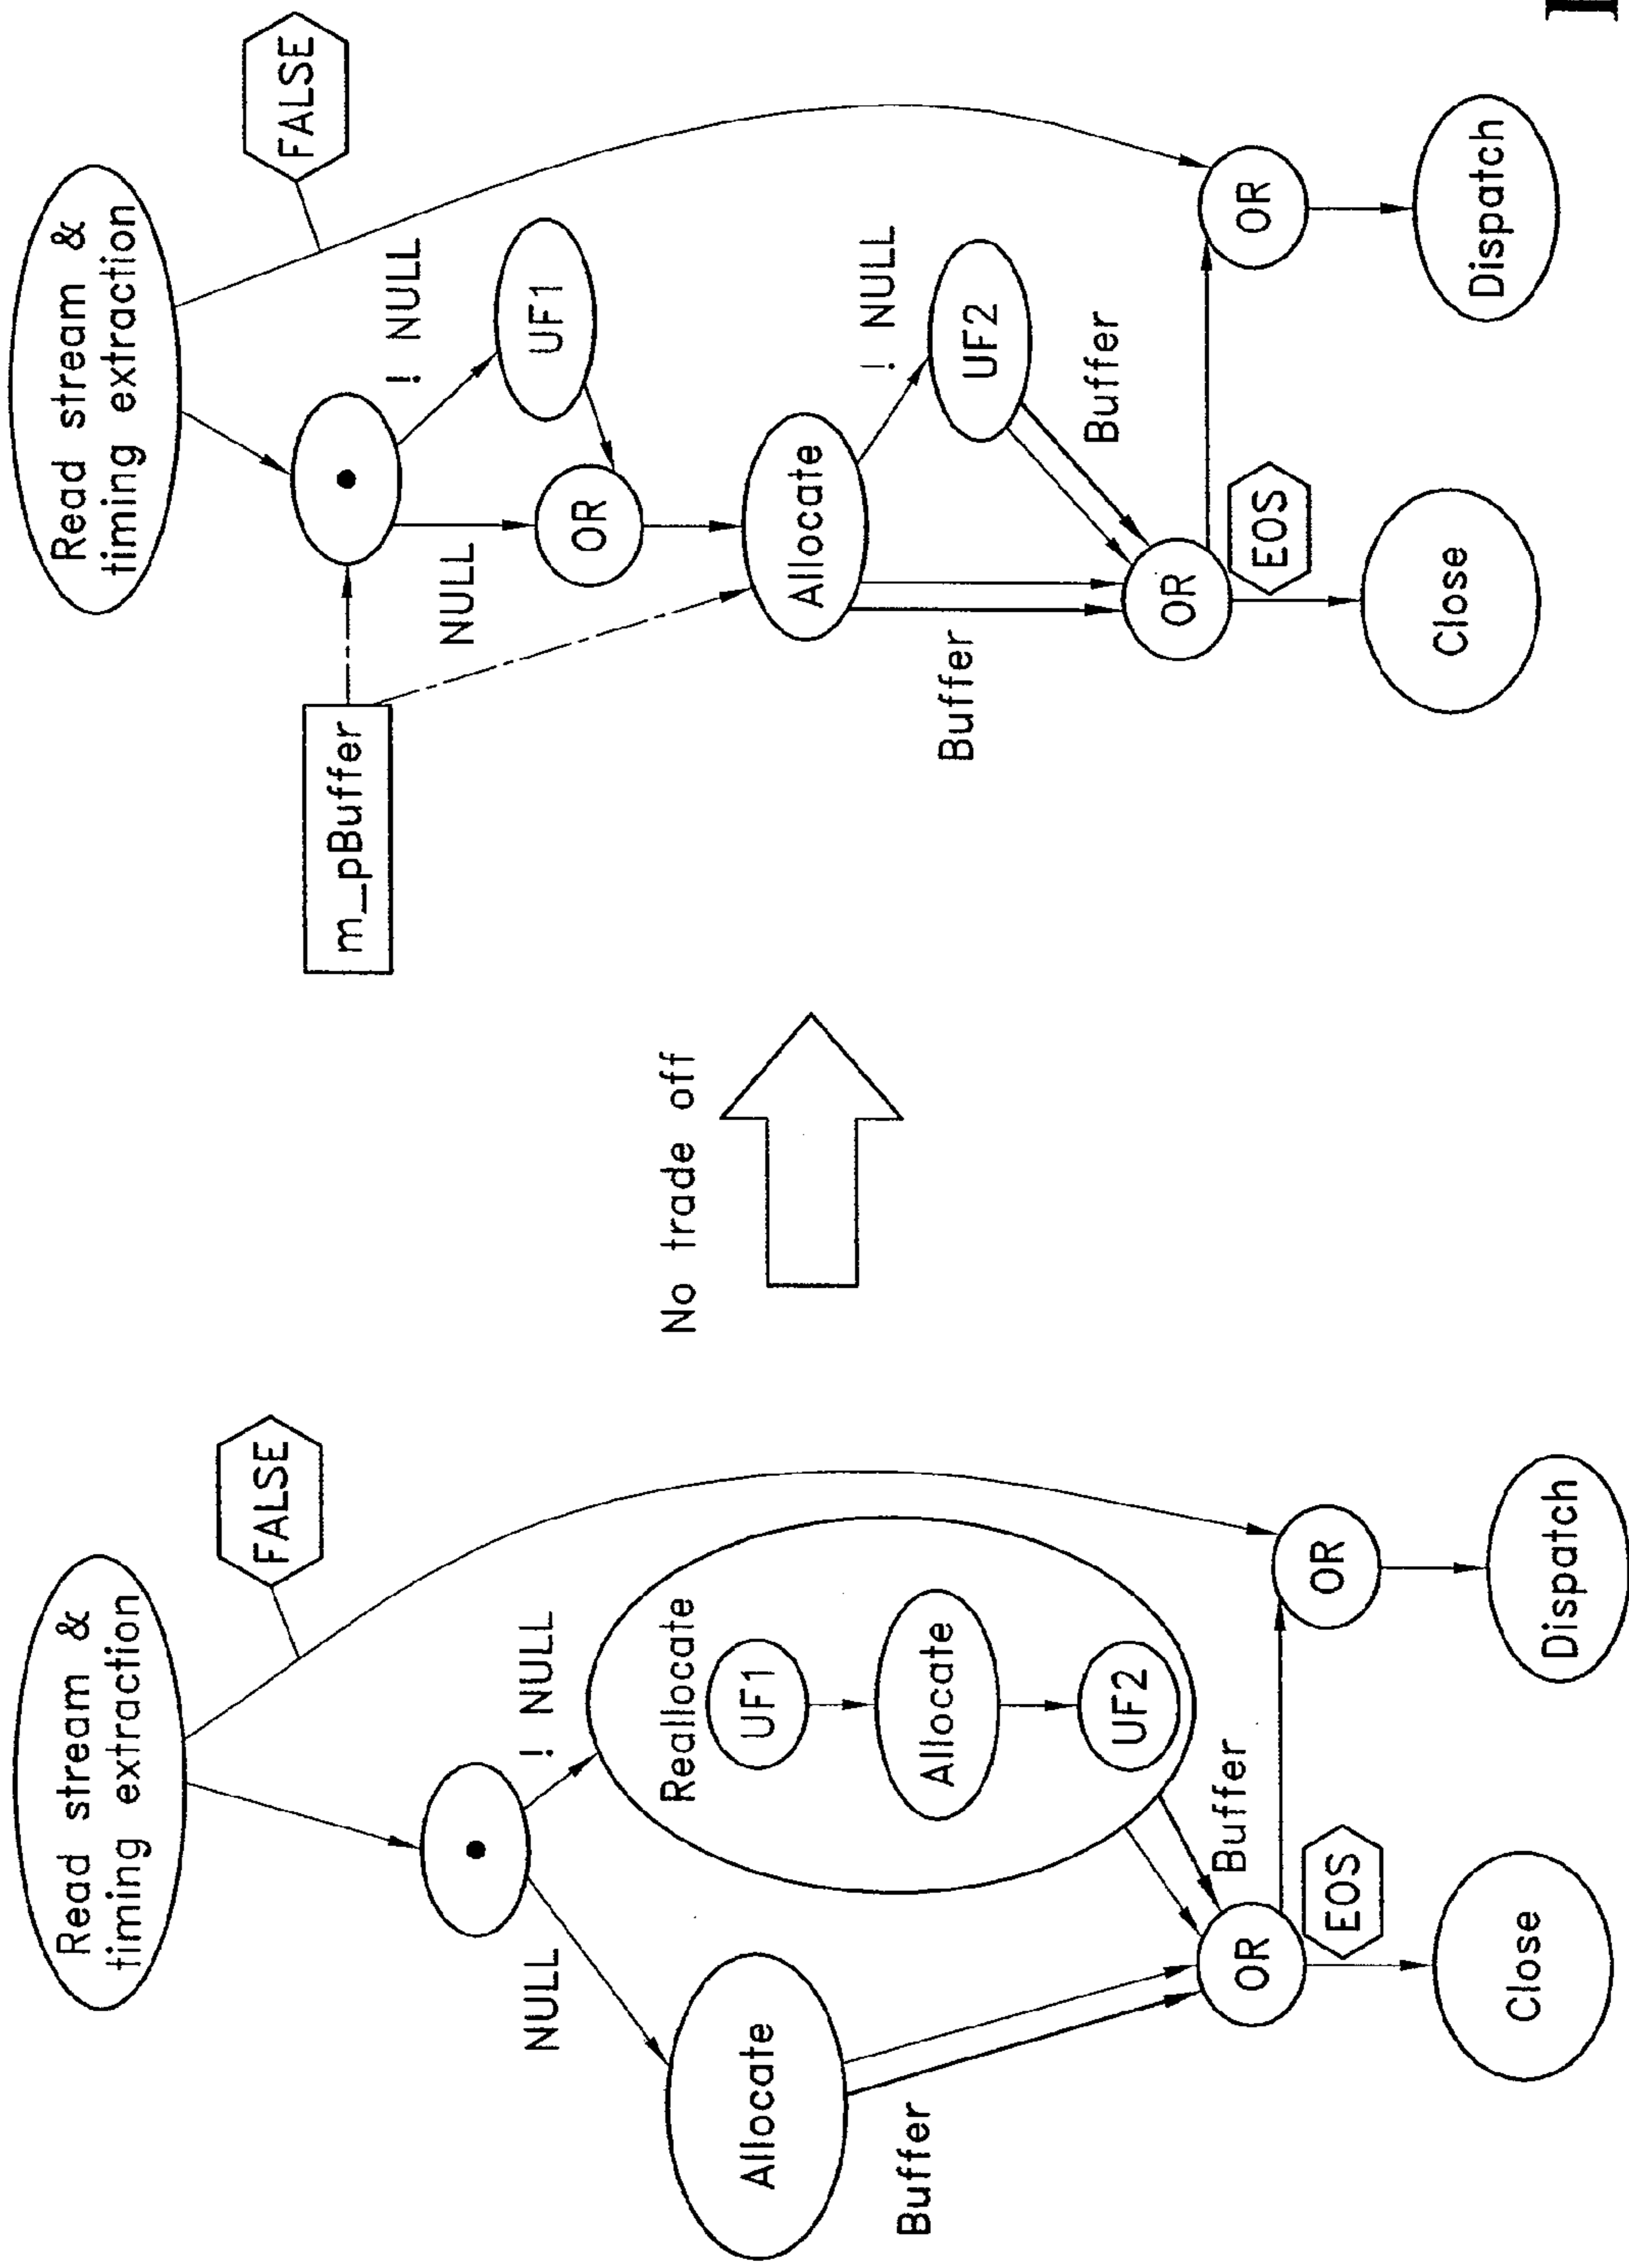 Read stream &
timing extraction
FALSE
NULL
! NULL
Reallocate
UF1
Allocate
UF2
Allocate
Buffer
Buffer
OR
EOS
OR
Close
Dispatch
No trade off
Read stream &
timing extraction
FALSE
m_pBuffer
! NULL
NULL
UF1
OR
Allocate
! NULL
UF2
Buffer
Buffer
OR
EOS
OR
Close
Dispatch